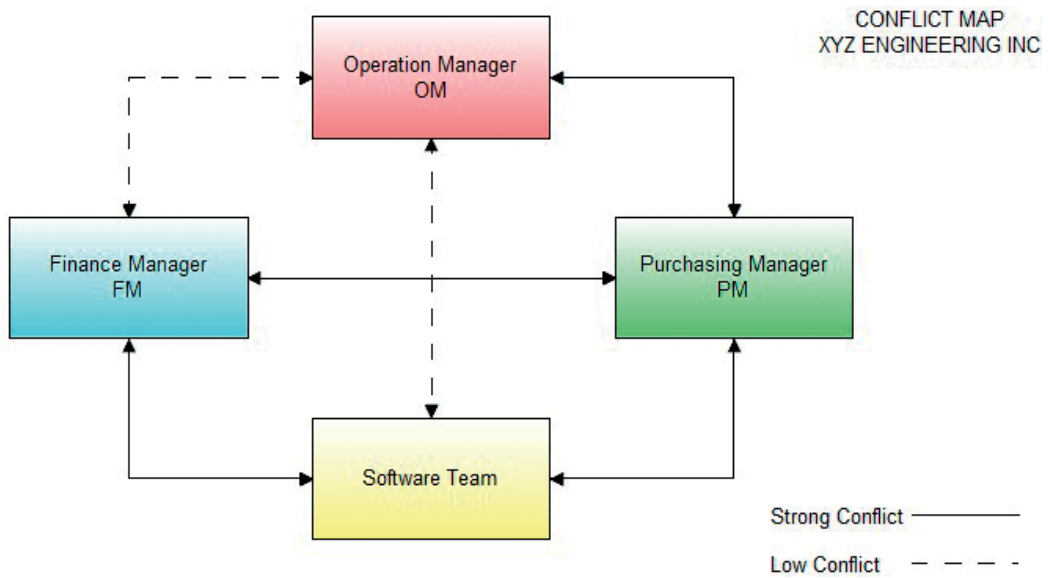 CONFLICT MAP
XYZ ENGINEERING INC
Operation Manager
OM
Finance Manager
FM
Purchasing Manager
PM
Software Team
Strong Conflict
Low Conflict